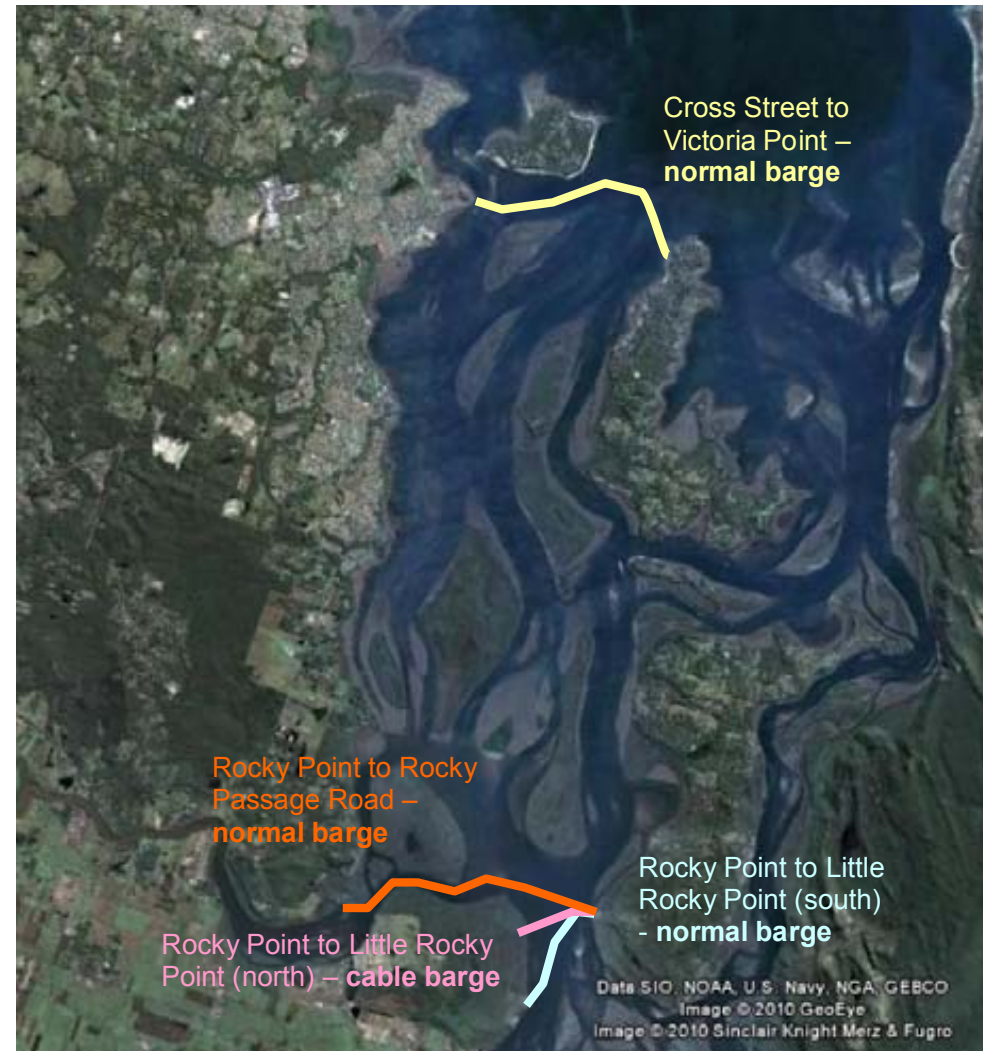 Cross Street to
Victoria Point –
normal barge
Rocky Point to Rocky
Passage Road –
normal barge
Rocky Point to Little
Rocky Point (south)
- normal barge
Rocky Point to Little Rocky
Point (north) – cable barge
Data SIO, NOAA, U.S. Navy, NGA, GEBCO
Image © 2010 GeoEye
Image © 2010 Sinclair Knight Merz & Fugro